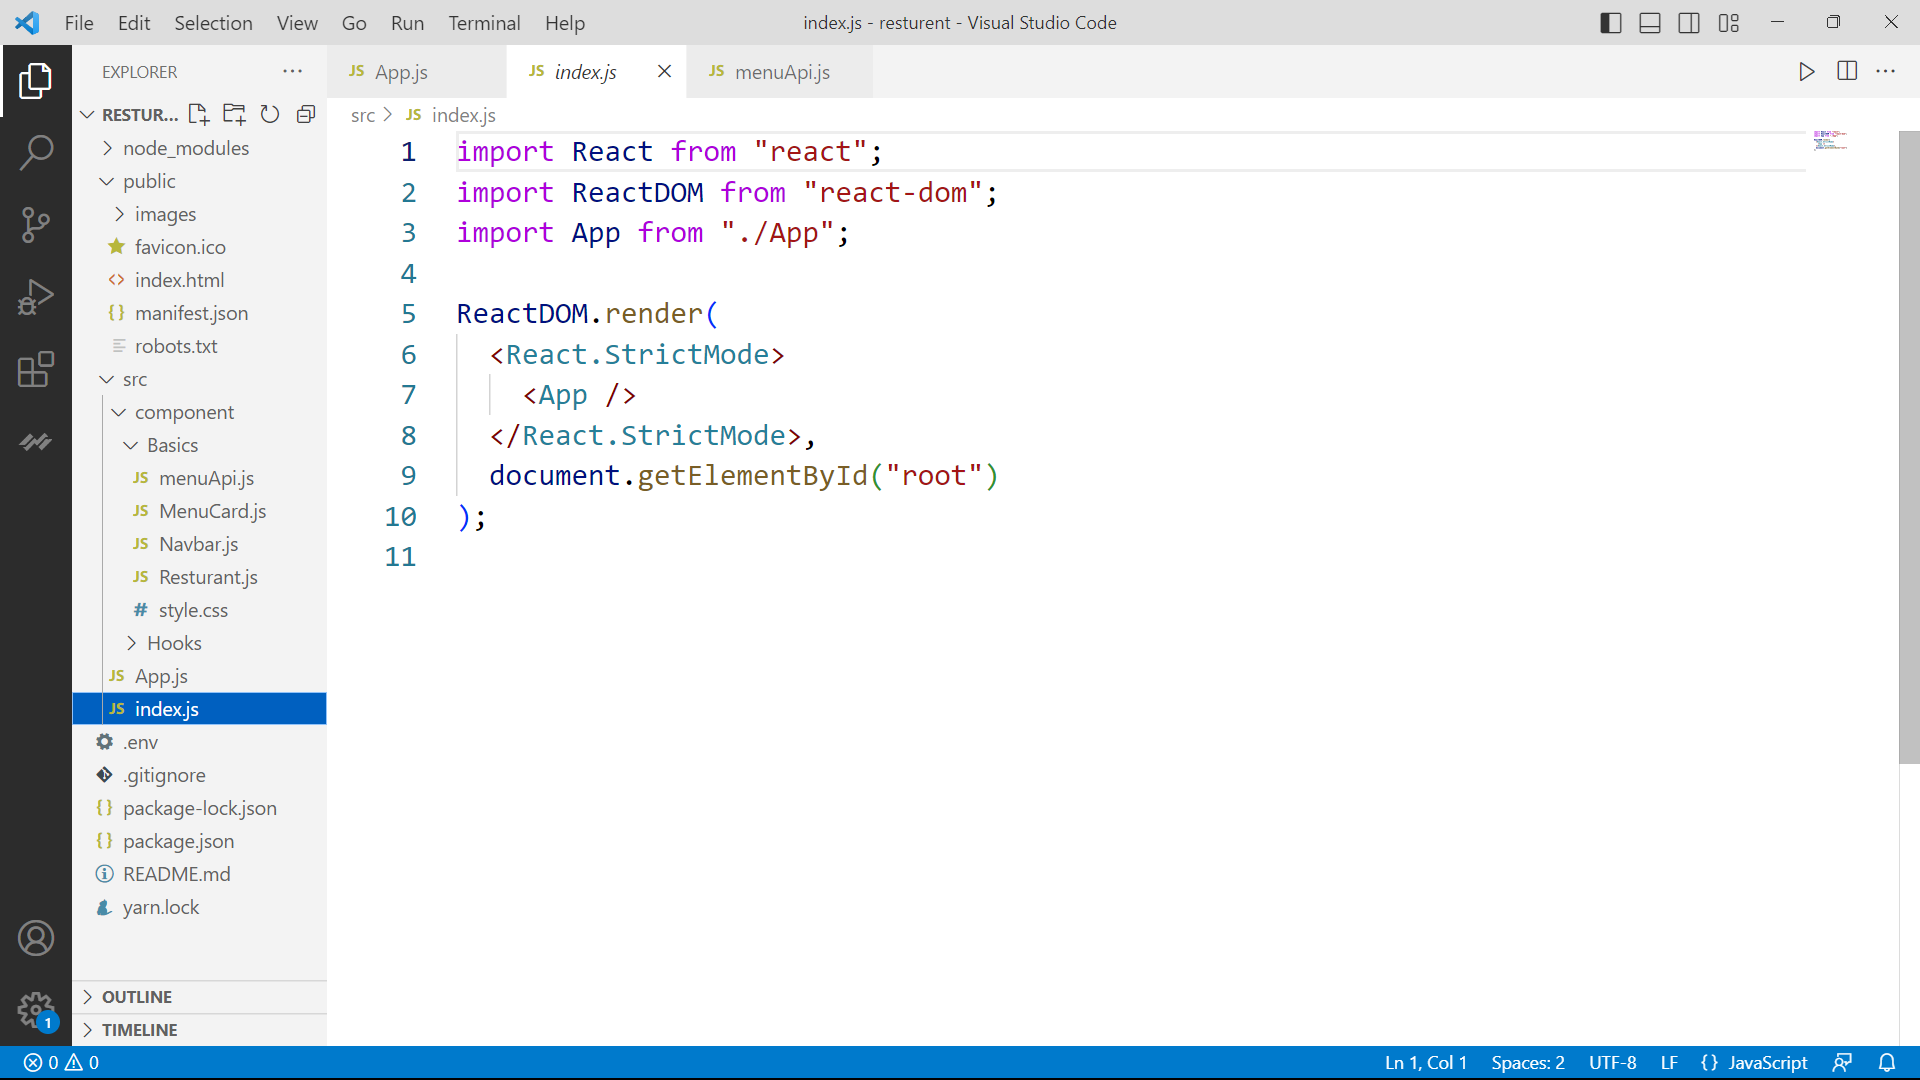 File Edit Selection View Go Run Terminal Help
index.js - resturent - Visual Studio Code
EXPLORER
RESTUR...
node_modules
public
images
favicon.ico
index.html
manifest.json
robots.txt
src
component
Basics
JS menuApi.js
JS MenuCard.js
JS Navbar.js
JS Resturant.js
# style.css
Hooks
JS App.js
JS index.js
.env
.gitignore
{} package-lock.json
{} package.json
README.md
yarn.lock
OUTLINE
TIMELINE
1
JS App.js
JS index.js
JS menuApi.js
src > JS index.js
1 import React from "react";
2 import ReactDOM from "react-dom";
3 import App from "./App";
4
5 ReactDOM.render(
6 <React.StrictMode>
7 <App />
8 </React.StrictMode>,
9 document.getElementById("root")
10 );
11
0 0
Ln 1, Col 1 Spaces: 2 UTF-8 LF {} JavaScript